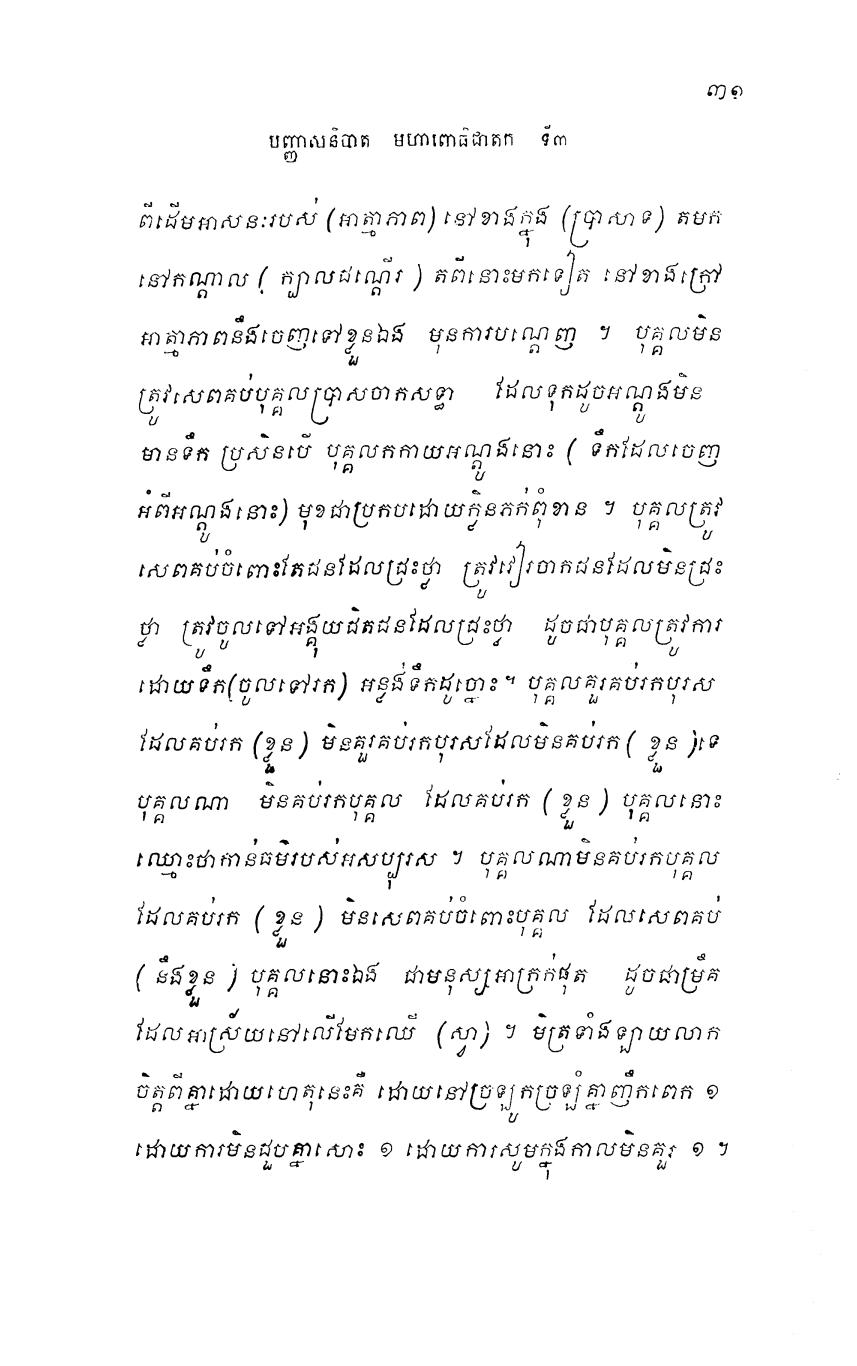 ៣១
បញ្ញាសនិបាត មហាពោធិជាតក ទី៣
ពីដើមអាសនៈរបស់ (អាត្មាភាព) នៅខាងក្នុង (ប្រាសាទ) តមក
នៅកណ្តាល ( ក្បាលជណ្តើរ ) តពីនោះមកទៀត នៅខាងក្រៅ
អាត្មាភាពនឹងចេញទៅខ្លួនឯង មុនការបណ្តេញ ។ បុគ្គលមិន
ត្រូវសេពគប់បុគ្គលប្រាសចាកសទ្ធា ដែលទុកដូចអណ្តូងមិន
មានទឹក ប្រសិនបើ បុគ្គលកកាយអណ្តូងនោះ ( ទឹកដែលចេញ
អំពីអណ្តូងនោះ) មុខជាប្រកបដោយក្លិនភក់ពុំខាន ។ បុគ្គលត្រូវ
សេពគប់ចំពោះតែជនដែលជ្រះថ្លា ត្រូវវៀរចាកជនដែលមិនជ្រះ
ថ្លា ត្រូវចូលទៅអង្គុយជិតជនដែលជ្រះថ្លា ដូចជាបុគ្គលត្រូវការ
ដោយទឹក(ចូលទៅរក) អន្លង់ទឹកដូច្នោះ ។ បុគ្គលគួរគប់រកបុរស
ដែលគប់រក (ខ្លួន) មិនគួរគប់រកបុរសដែលមិនគប់រក ( ខ្លួន )ទេ
បុគ្គលណា មិនគប់រកបុគ្គល ដែលគប់រក ( ខ្លួន ) បុគ្គលនោះ
ឈ្មោះថាកាន់ធម៌របស់អសប្បុរស ។ បុគ្គលណាមិនគប់រកបុគ្គល
ដែលគប់រក ( ខ្លួន ) មិនសេពគប់ចំពោះបុគ្គល ដែលសេពគប់
( នឹងខ្លួន ) បុគ្គលនោះឯង ជាមនុស្សអាក្រក់ផុត ដូចជាម្រឹគ
ដែលអាស្រ័យនៅលើមែកឈើ (ស្វា) ។ មិត្រទាំងឡាយលាក
ចិត្តពីគ្នាដោយហេតុនេះគឺ ដោយនៅច្រឡូកច្រឡំគ្នាញឹកពេក ១
ដោយការមិនជួបគ្នាសោះ ១ ដោយការសូមក្នុងកាលមិនគួរ ១ ។